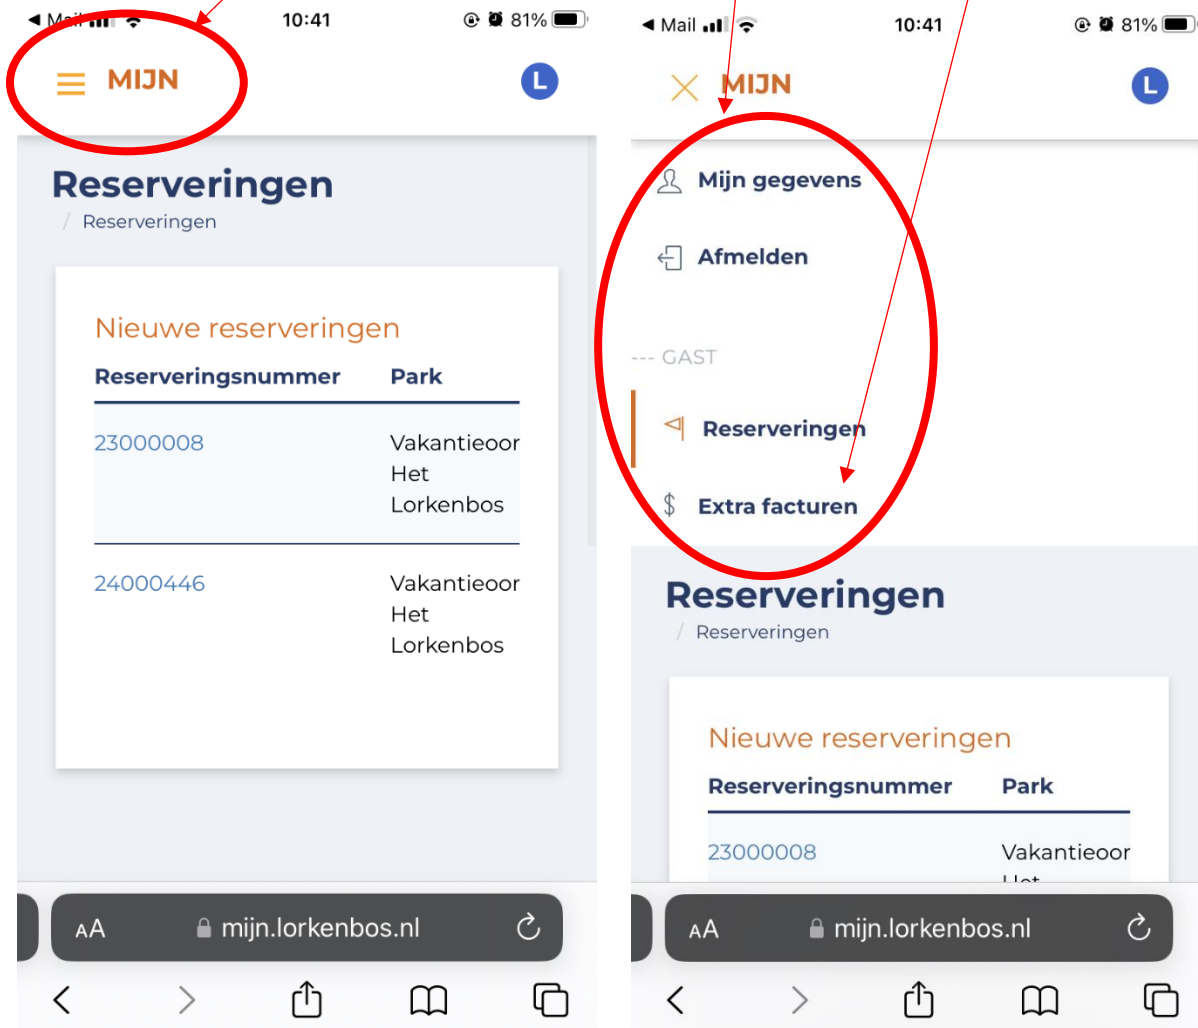 Mail
10:41
81%
MIJN
L
Reserveringen
/ Reserveringen
Nieuwe reserveringen
Reserveringsnummer Park
23000008 Vakantieoor
Het
Lorkenbos
24000446 Vakantieoor
Het
Lorkenbos
AA mijn.lorkenbos.nl
Mail
10:41
81%
MIJN
L
Mijn gegevens
Afmelden
--- GAST
Reserveringen
$ Extra facturen
Reserveringen
/ Reserveringen
Nieuwe reserveringen
Reserveringsnummer Park
23000008 Vakantieoor
AA mijn.lorkenbos.nl